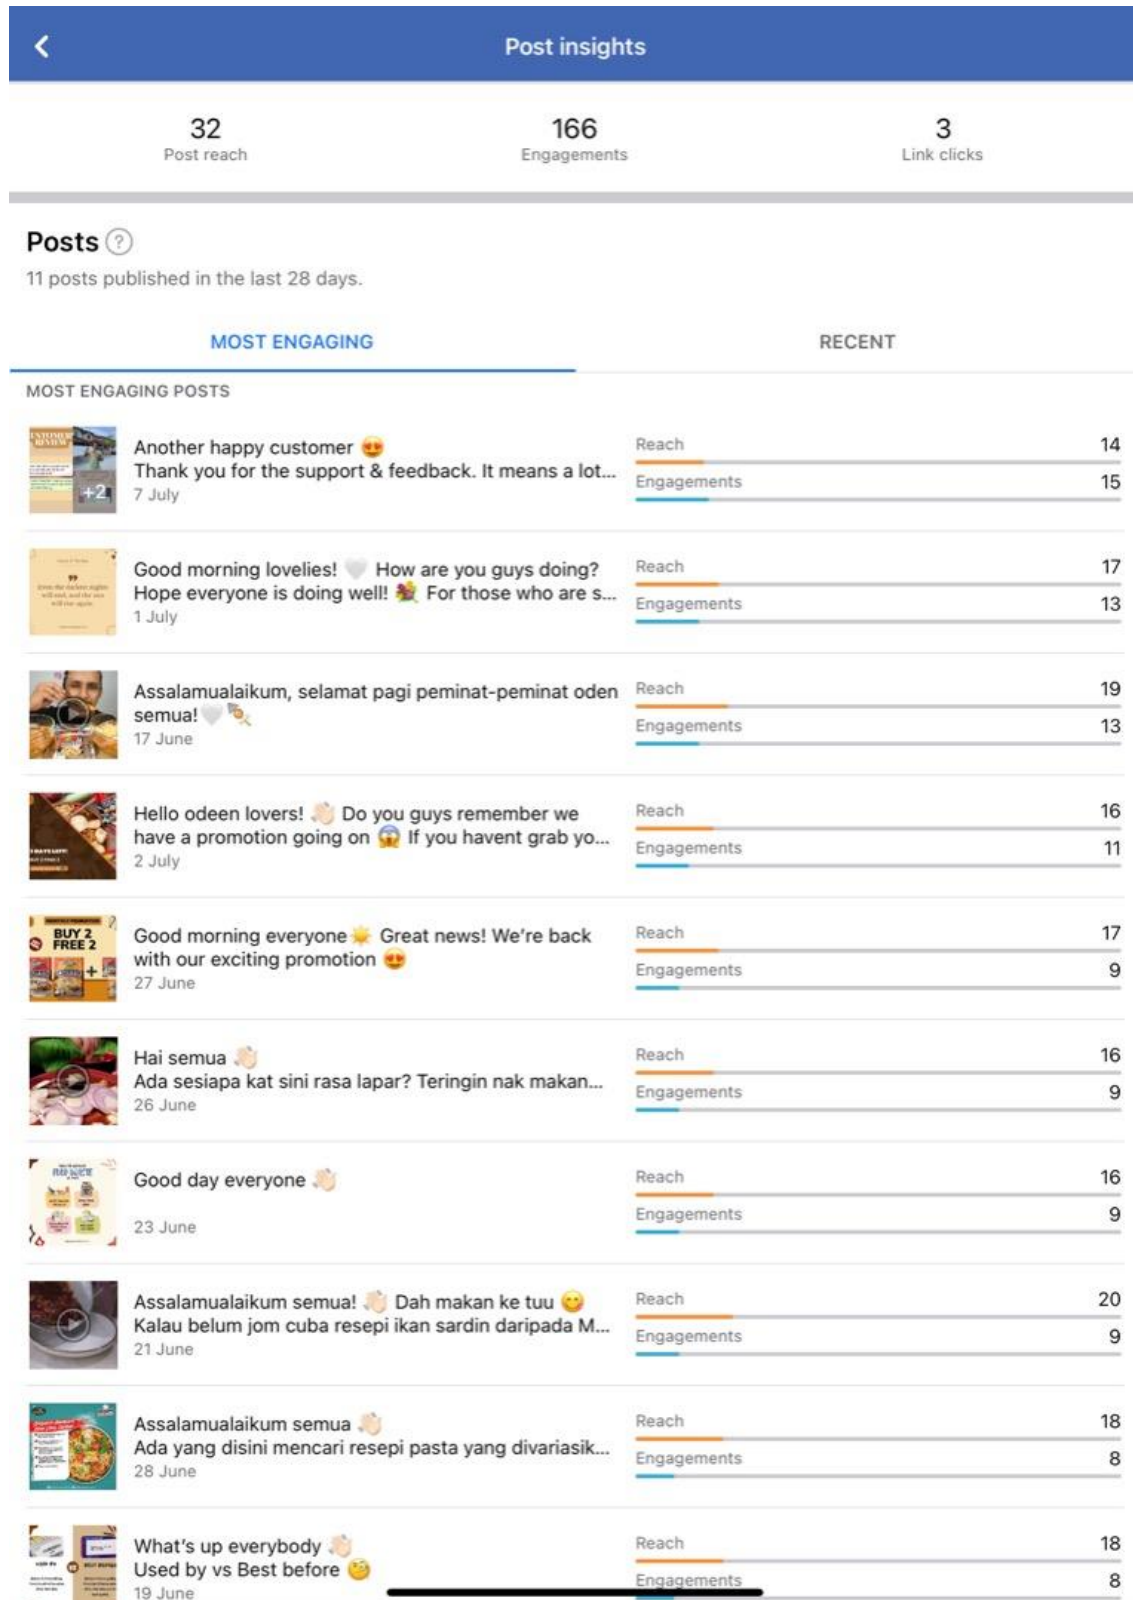 Post insights
32
Post reach
166
Engagements
3
Link clicks
Posts ?
11 posts published in the last 28 days.
MOST ENGAGING
RECENT
MOST ENGAGING POSTS
REVIEW
+2
Another happy customer 😍
Thank you for the support & feedback. It means a lot...
7 July
Reach 14
Engagements 15
Good morning lovelies! 🤍 How are you guys doing?
Hope everyone is doing well! 💐 For those who are s...
1 July
Reach 17
Engagements 13
Assalamualaikum, selamat pagi peminat-peminat oden
semua!🤍🍢
17 June
Reach 19
Engagements 13
Hello odeen lovers! 👋🏻 Do you guys remember we
have a promotion going on 😱 If you havent grab yo...
2 July
Reach 16
Engagements 11
BUY 2
FREE 2
Good morning everyone☀️ Great news! We're back
with our exciting promotion 😍
27 June
Reach 17
Engagements 9
Hai semua 👋🏻
Ada sesiapa kat sini rasa lapar? Teringin nak makan...
26 June
Reach 16
Engagements 9
Good day everyone 👋🏻
23 June
Reach 16
Engagements 9
Assalamualaikum semua! 👋🏻 Dah makan ke tuu 😋
Kalau belum jom cuba resepi ikan sardin daripada M...
21 June
Reach 20
Engagements 9
Assalamualaikum semua 👋🏻
Ada yang disini mencari resepi pasta yang divariasik...
28 June
Reach 18
Engagements 8
What's up everybody 👋🏻
Used by vs Best before 🧐
19 June
Reach 18
Engagements 8